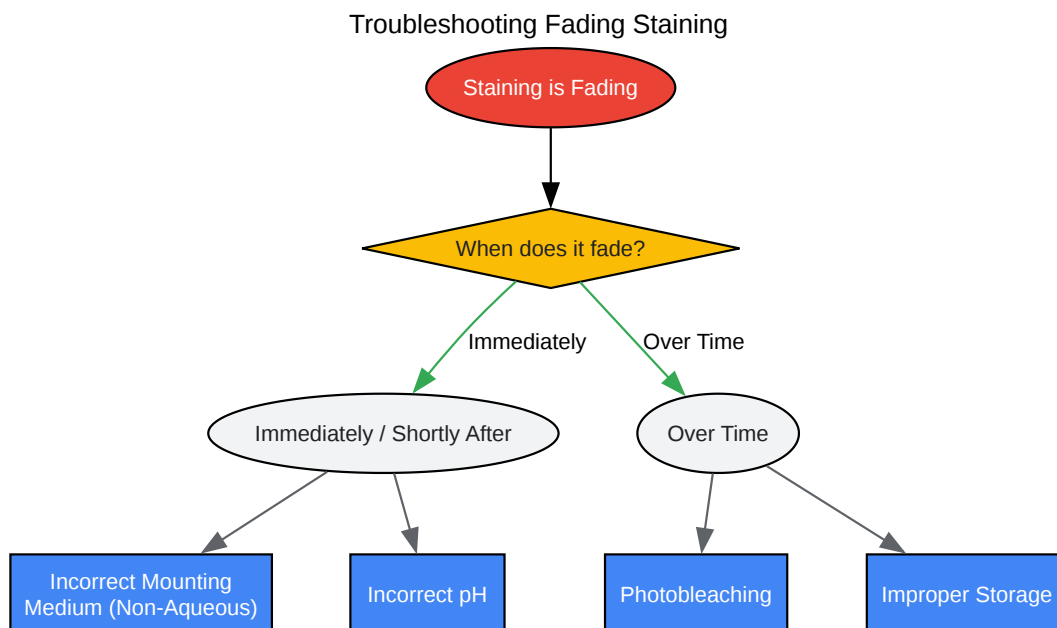 Troubleshooting Fading Staining
Staining is Fading
When does it fade?
Immediately
Over Time
Immediately / Shortly After
Over Time
Incorrect Mounting
Medium (Non-Aqueous)
Incorrect pH
Photobleaching
Improper Storage